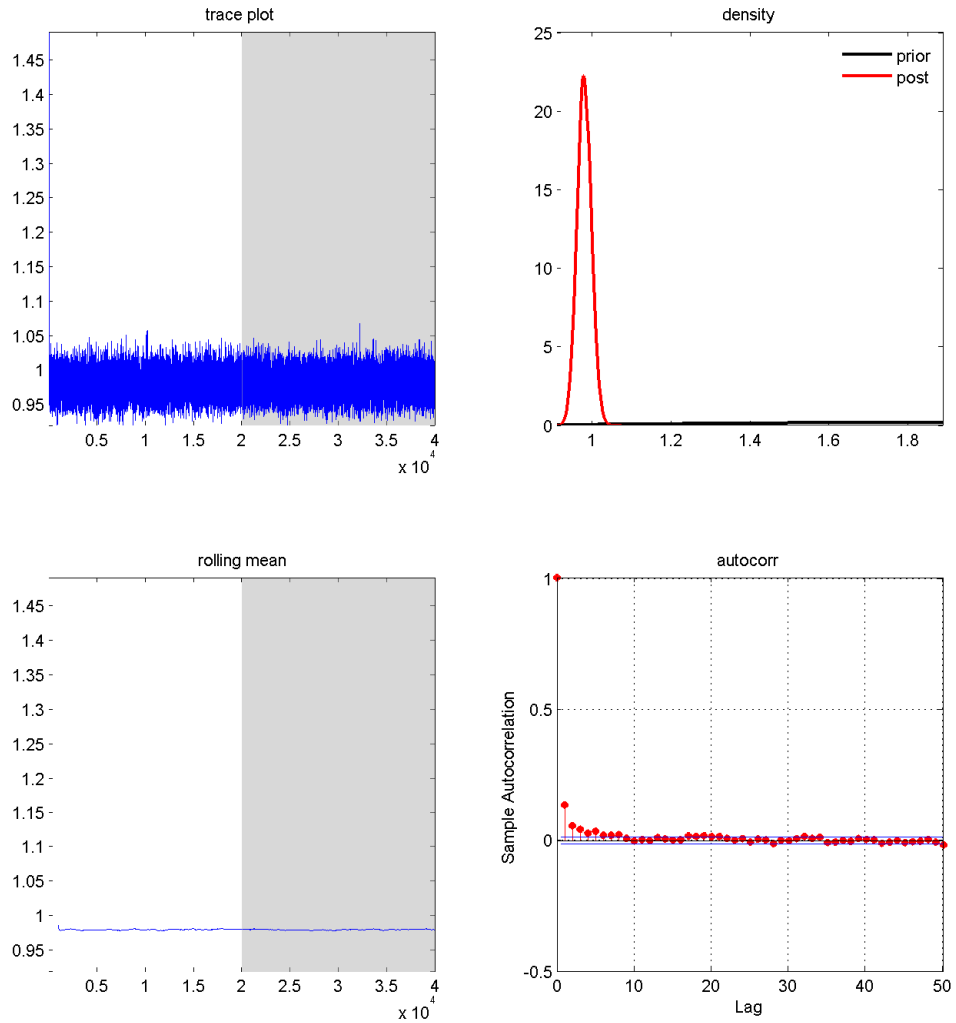 trace plot
1.45
1.4
1.35
1.3
1.25
1.2
1.15
1.1
1.05
1
0.95
0.5 1 1.5 2 2.5 3 3.5 4
x 10^4
density
25
20
15
10
5
0
1 1.2 1.4 1.6 1.8
prior
post
rolling mean
1.45
1.4
1.35
1.3
1.25
1.2
1.15
1.1
1.05
1
0.95
0.5 1 1.5 2 2.5 3 3.5 4
x 10^4
autocorr
Sample Autocorrelation
1
0.5
0
-0.5
0 10 20 30 40 50
Lag